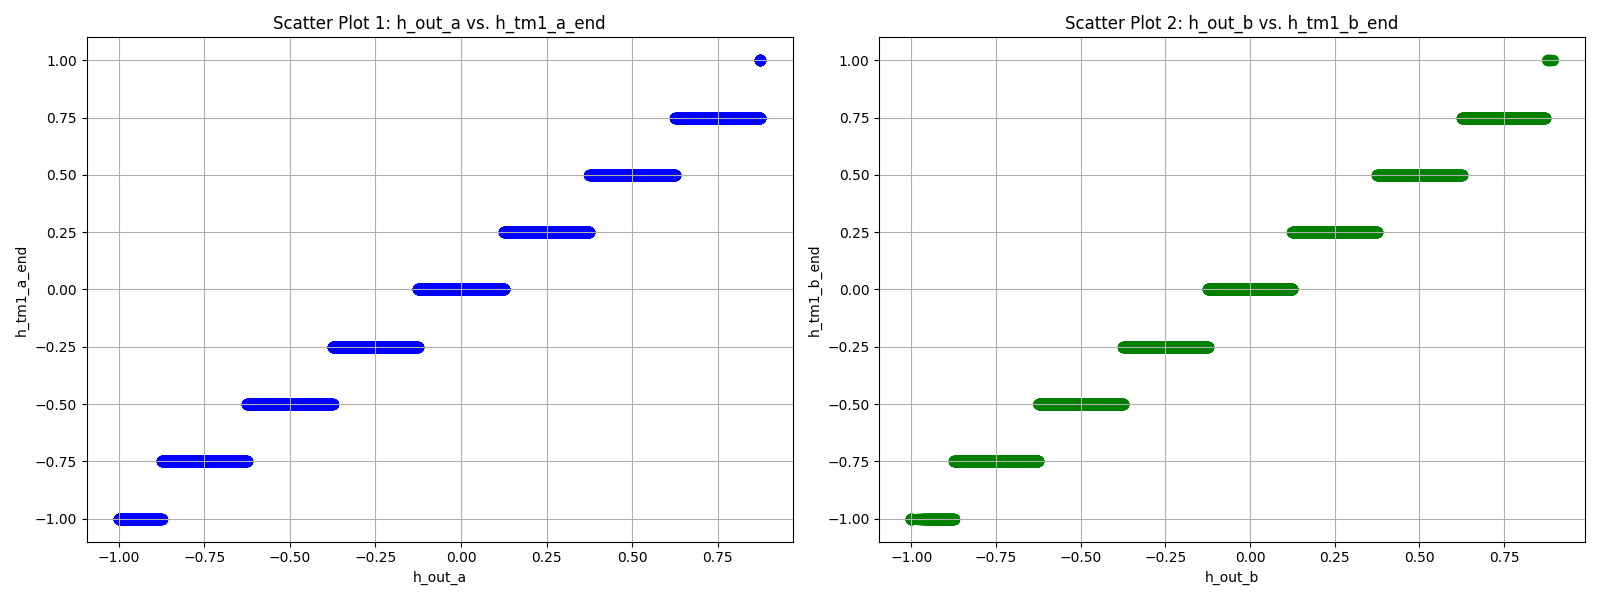 Scatter Plot 1: h_out_a vs. h_tm1_a_end
1.00
0.75
0.50
0.25
0.00
−0.25
−0.50
−0.75
−1.00
h_tm1_a_end
−1.00 −0.75 −0.50 −0.25 0.00 0.25 0.50 0.75
h_out_a
Scatter Plot 2: h_out_b vs. h_tm1_b_end
1.00
0.75
0.50
0.25
0.00
−0.25
−0.50
−0.75
−1.00
h_tm1_b_end
−1.00 −0.75 −0.50 −0.25 0.00 0.25 0.50 0.75
h_out_b